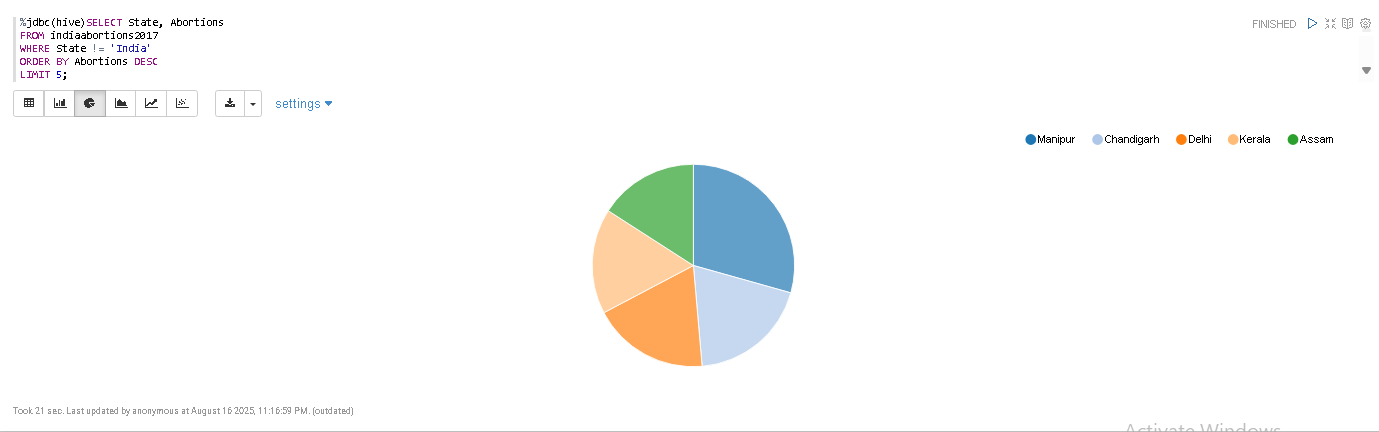 %jdbc(hive)SELECT State, Abortions
FROM indiaabortions2017
WHERE State != 'India'
ORDER BY Abortions DESC
LIMIT 5;
FINISHED
settings
Manipur Chandigarh Delhi Kerala Assam
Took 21 sec. Last updated by anonymous at August 16 2025, 11:16:59 PM. (outdated)
Activate Windows